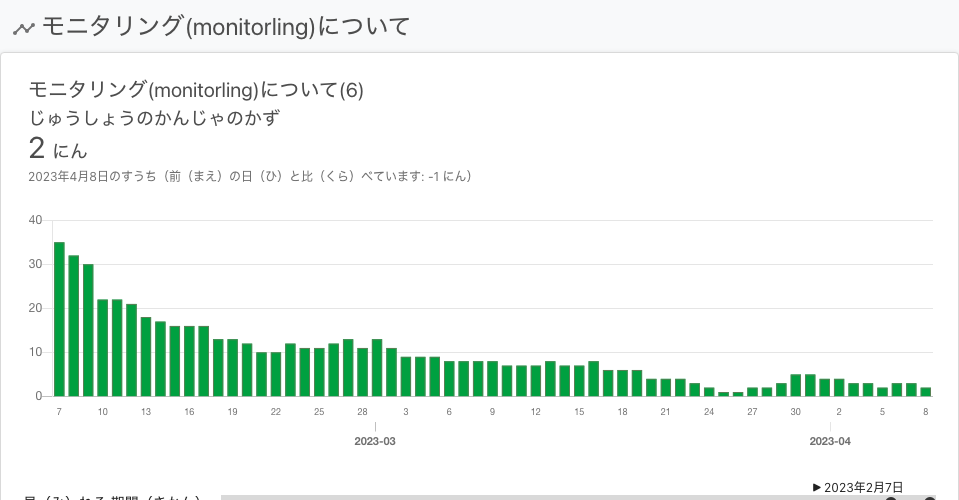 モニタリング(monitorling)について
モニタリング(monitorling)について(6)
じゅうしょうのかんじゃのかず
2 にん
2023年4月8日のすうち（前（まえ）の日（ひ）と比（くら）べています: -1 にん）
40
30
20
10
0
7 10 13 16 19 22 25 28 3 6 9 12 15 18 21 24 27 30 2 5 8
2023-03 2023-04
2023年2月7日